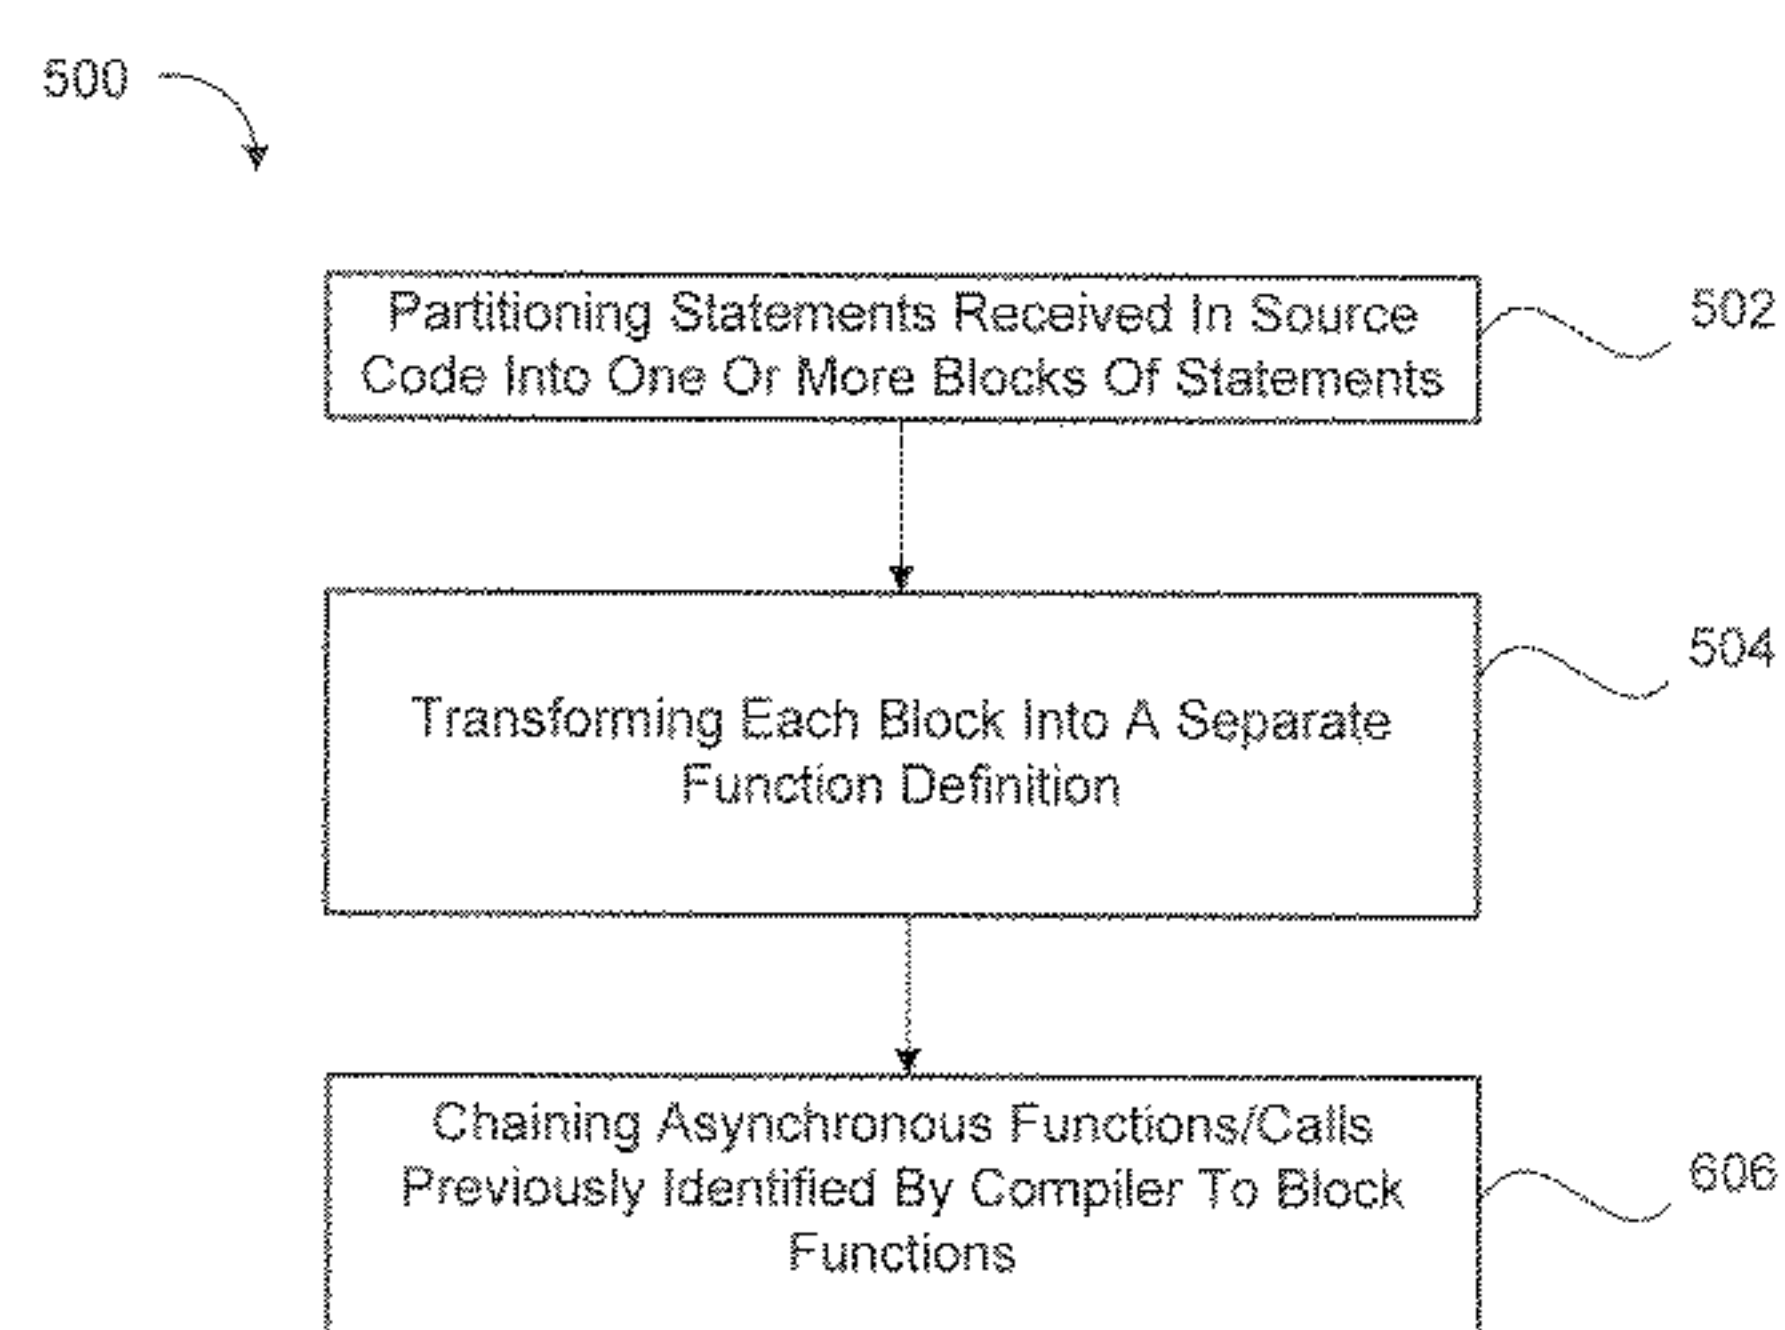 500
Partitioning Statements Received In Source
Code Into One Or More Blocks Of Statements
502
Transforming Each Block Into A Separate
Function Definition
504
Chaining Asynchronous Functions/Calls
Previously Identified By Compiler To Block
Functions
606